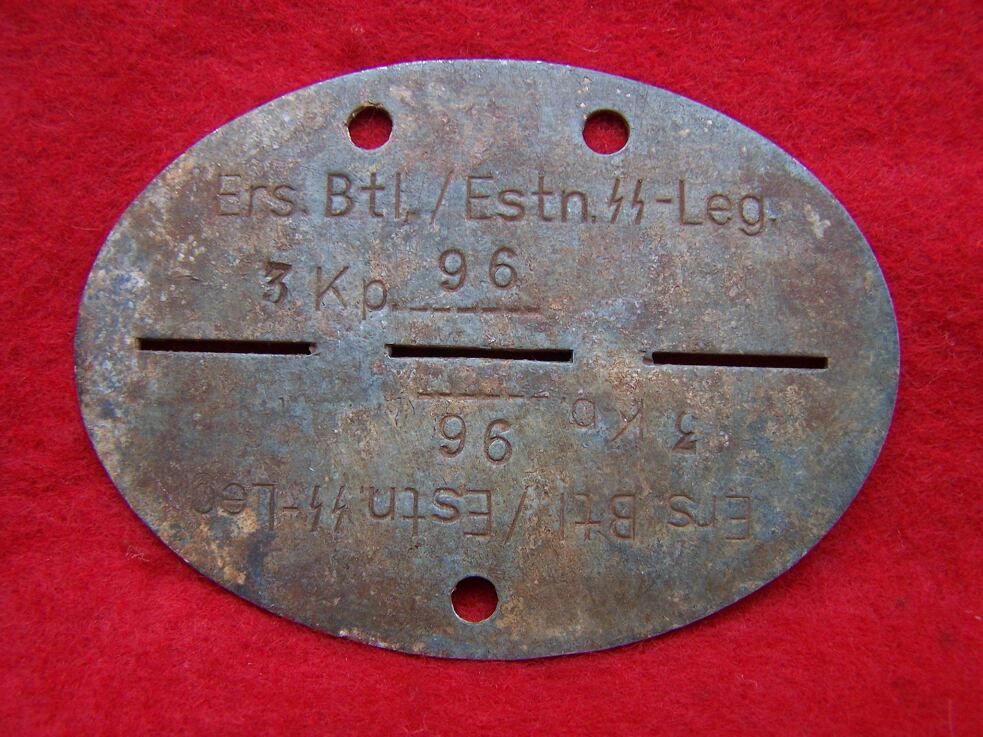 Ers. Btl. / Estn. ᛋᛋ-Leg.
3 Kp. 96
3 Kp. 96
Ers. Btl. / Estn. ᛋᛋ-Leg